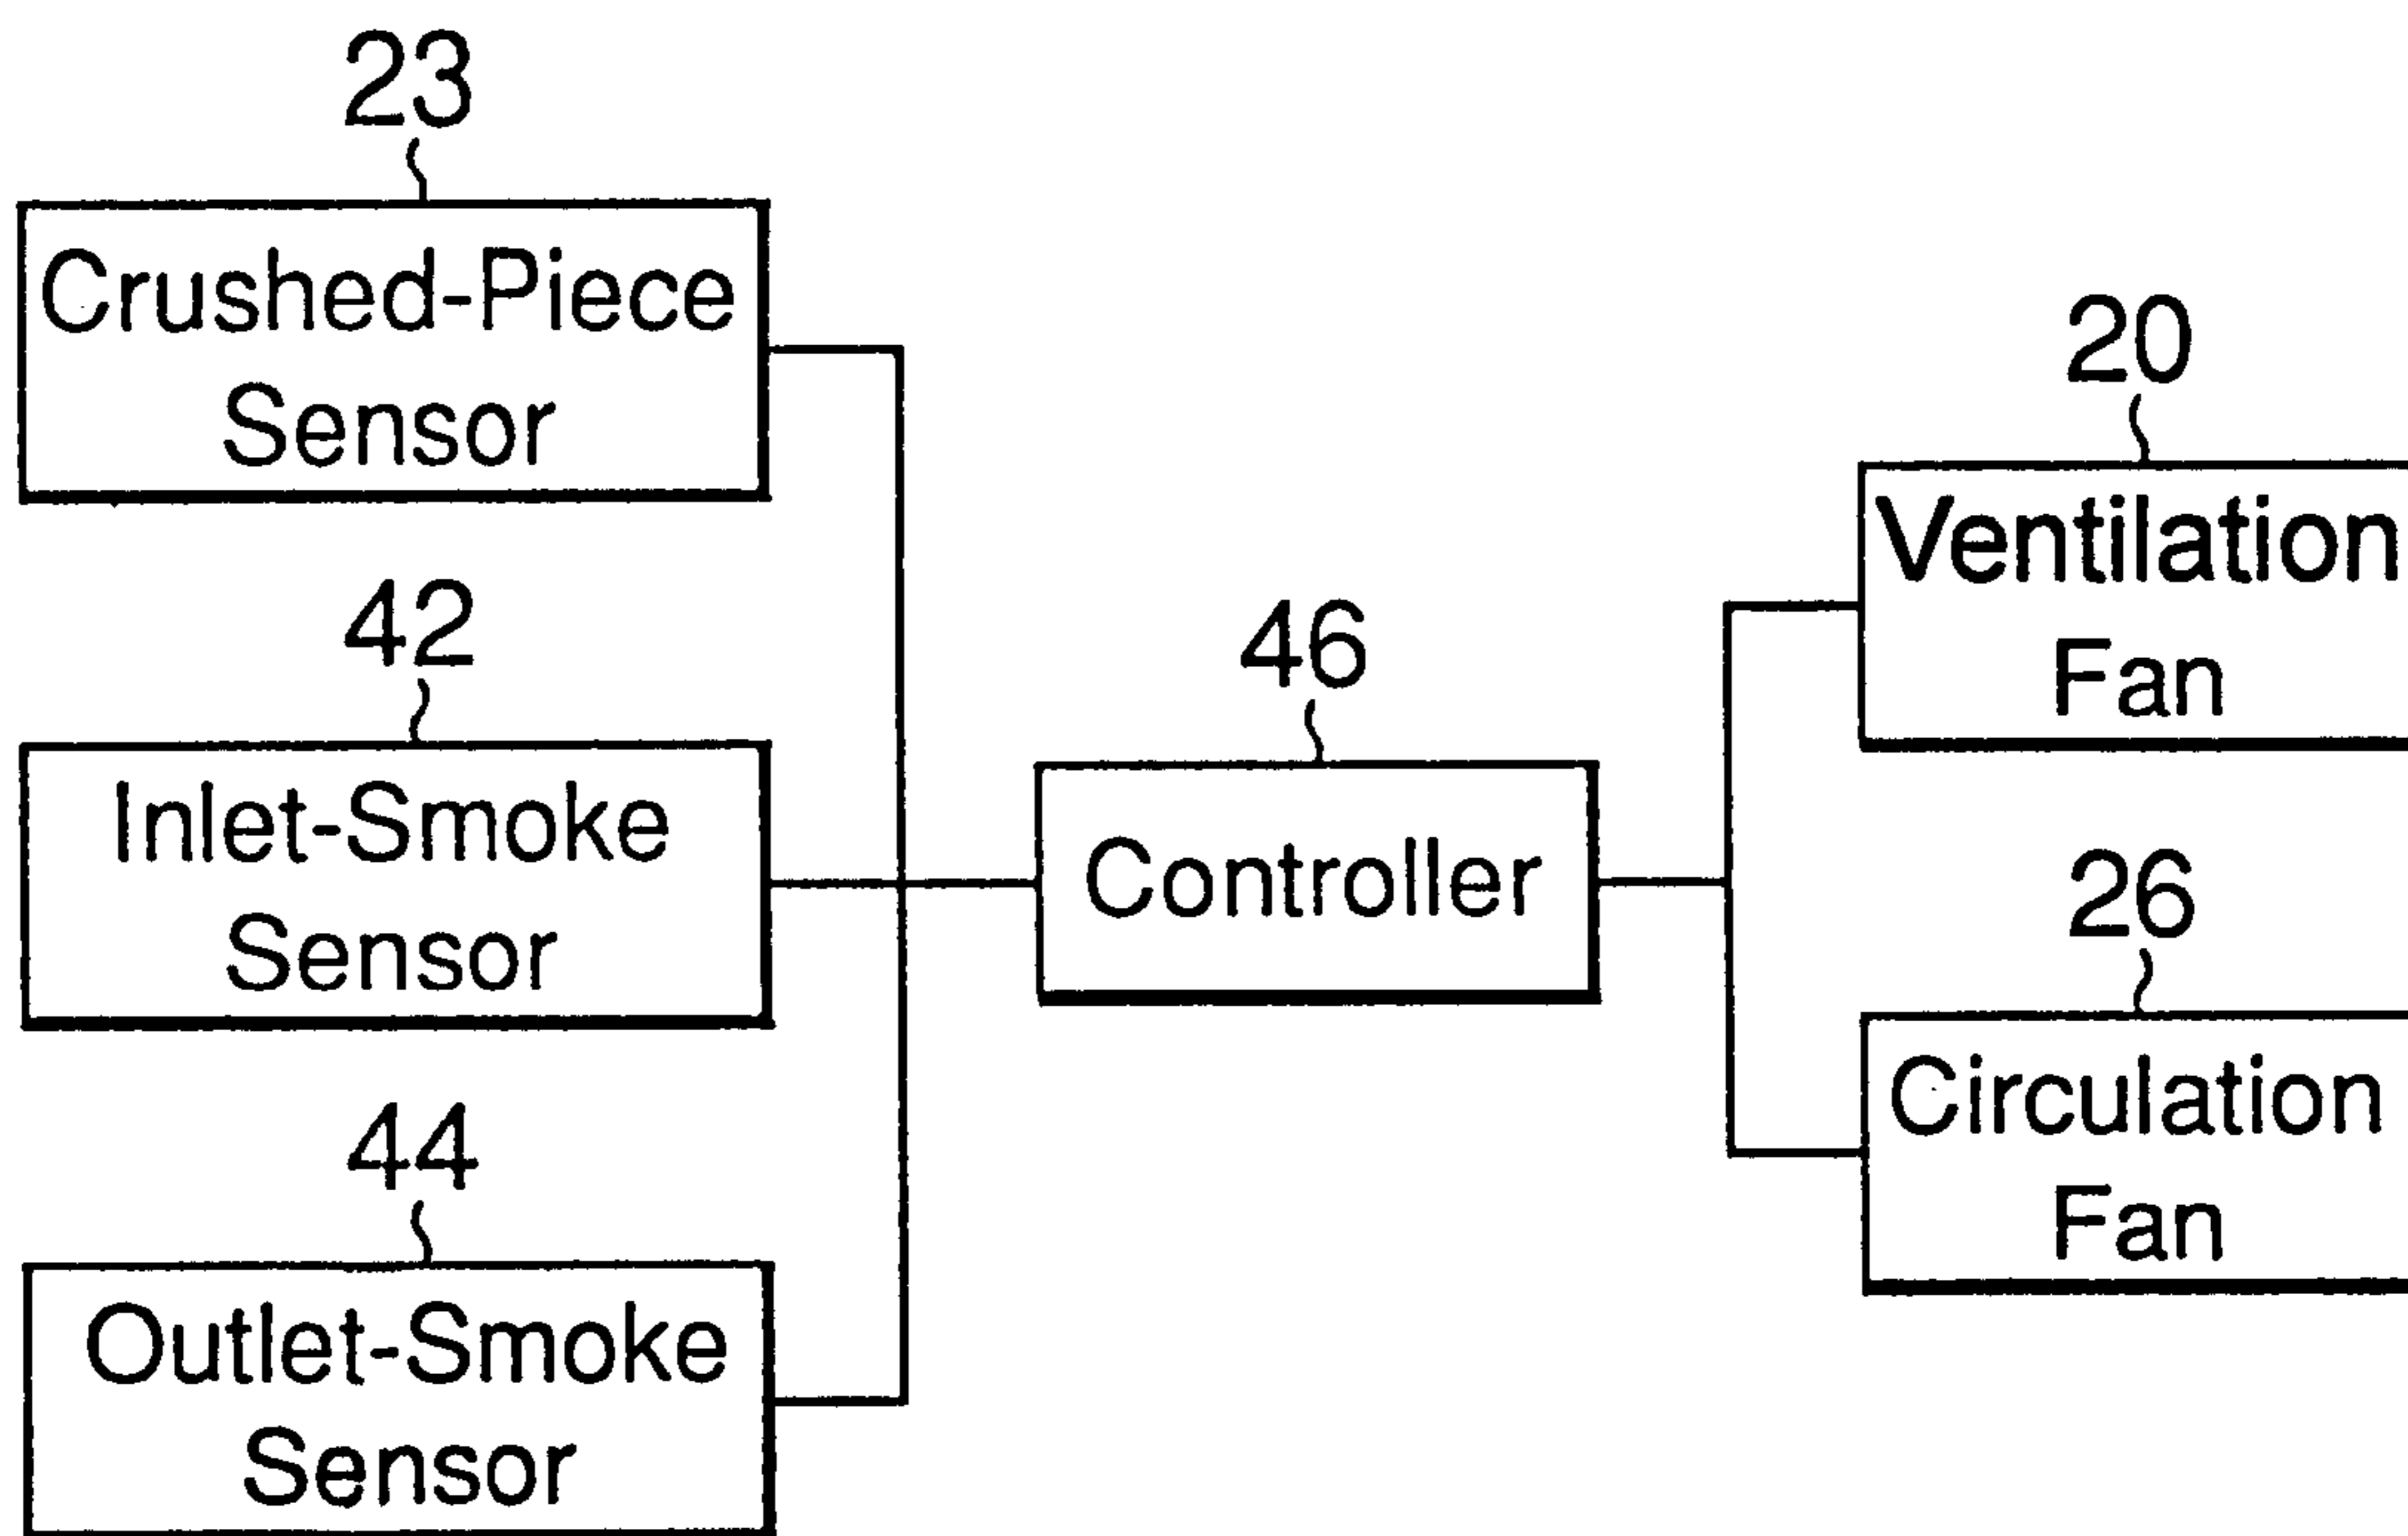 23
Crushed-Piece
Sensor
42
Inlet-Smoke
Sensor
44
Outlet-Smoke
Sensor
46
Controller
20
Ventilation
Fan
26
Circulation
Fan